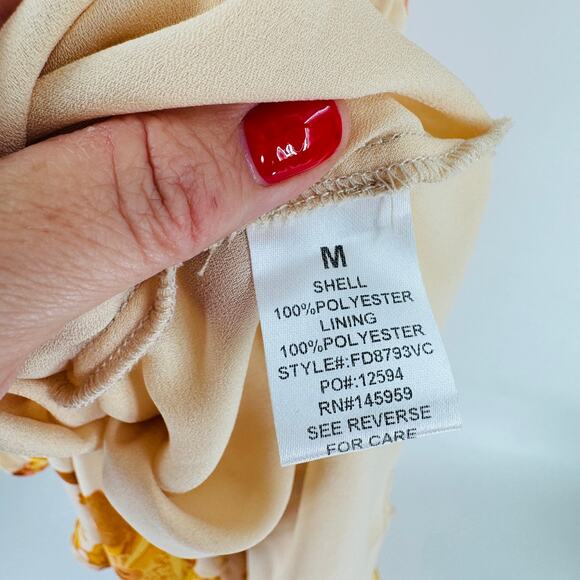 M
SHELL
100%POLYESTER
LINING
100%POLYESTER
STYLE#:FD8793VC
PO#:12594
RN#145959
SEE REVERSE
FOR CARE